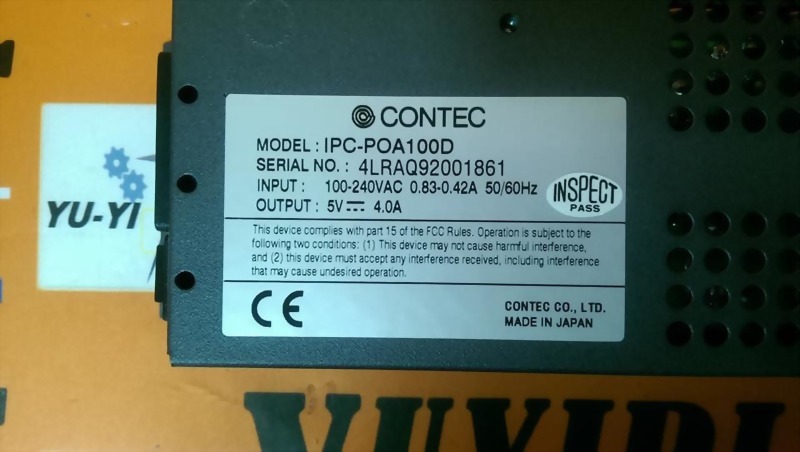 CONTEC
MODEL : IPC-POA100D
SERIAL NO. : 4LRAQ92001861
INPUT : 100-240VAC 0.83-0.42A 50/60Hz
OUTPUT : 5V 4.0A
INSPECT
PASS
This device complies with part 15 of the FCC Rules. Operation is subject to the
following two conditions: (1) This device may not cause harmful interference,
and (2) this device must accept any interference received, including interference
that may cause undesired operation.
CE
CONTEC CO., LTD.
MADE IN JAPAN
YU-YI